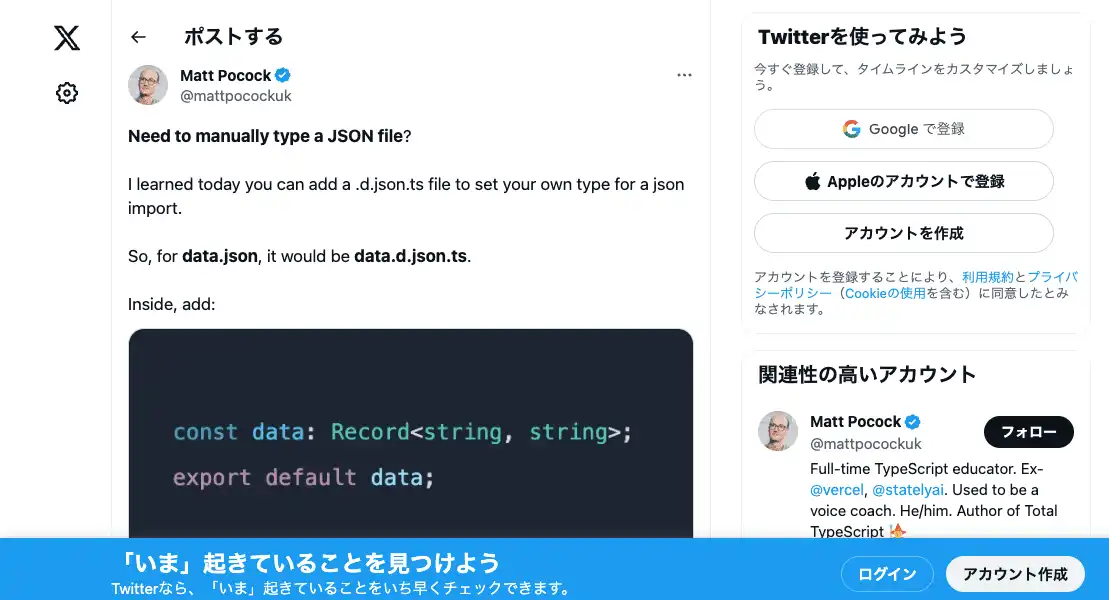 ポストする
Matt Pocock
@mattpocockuk
Need to manually type a JSON file?
I learned today you can add a .d.json.ts file to set your own type for a json
import.
So, for data.json, it would be data.d.json.ts.
Inside, add:
const data: Record<string, string>;
export default data;
Twitterを使ってみよう
今すぐ登録して、タイムラインをカスタマイズしましょ
う。
Google で登録
Appleのアカウントで登録
アカウントを作成
アカウントを登録することにより、利用規約とプライバ
シーポリシー（Cookieの使用を含む）に同意したとみ
なされます。
関連性の高いアカウント
Matt Pocock
@mattpocockuk
フォロー
Full-time TypeScript educator. Ex-
@vercel, @statelyai. Used to be a
voice coach. He/him. Author of Total
TypeScript
「いま」起きていることを見つけよう
Twitterなら、「いま」起きていることをいち早くチェックできます。
ログイン
アカウント作成